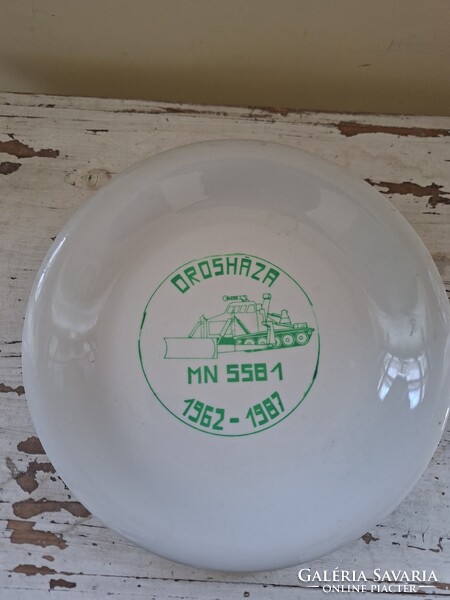 OROSHÁZA
MN 5581
1962-1987
GALÉRIA SAVARIA
ONLINE PIACTÉR